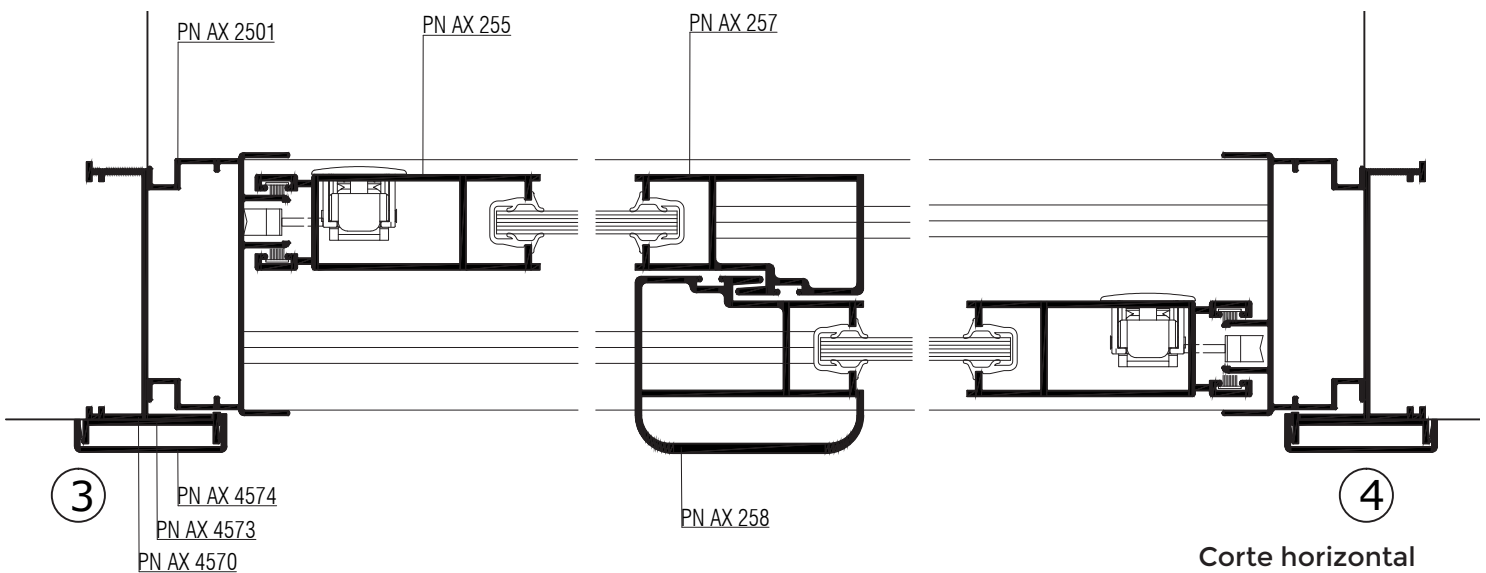 PN AX 2501
PN AX 255
PN AX 257
3
4
PN AX 4574
PN AX 4573
PN AX 4570
PN AX 258
Corte horizontal